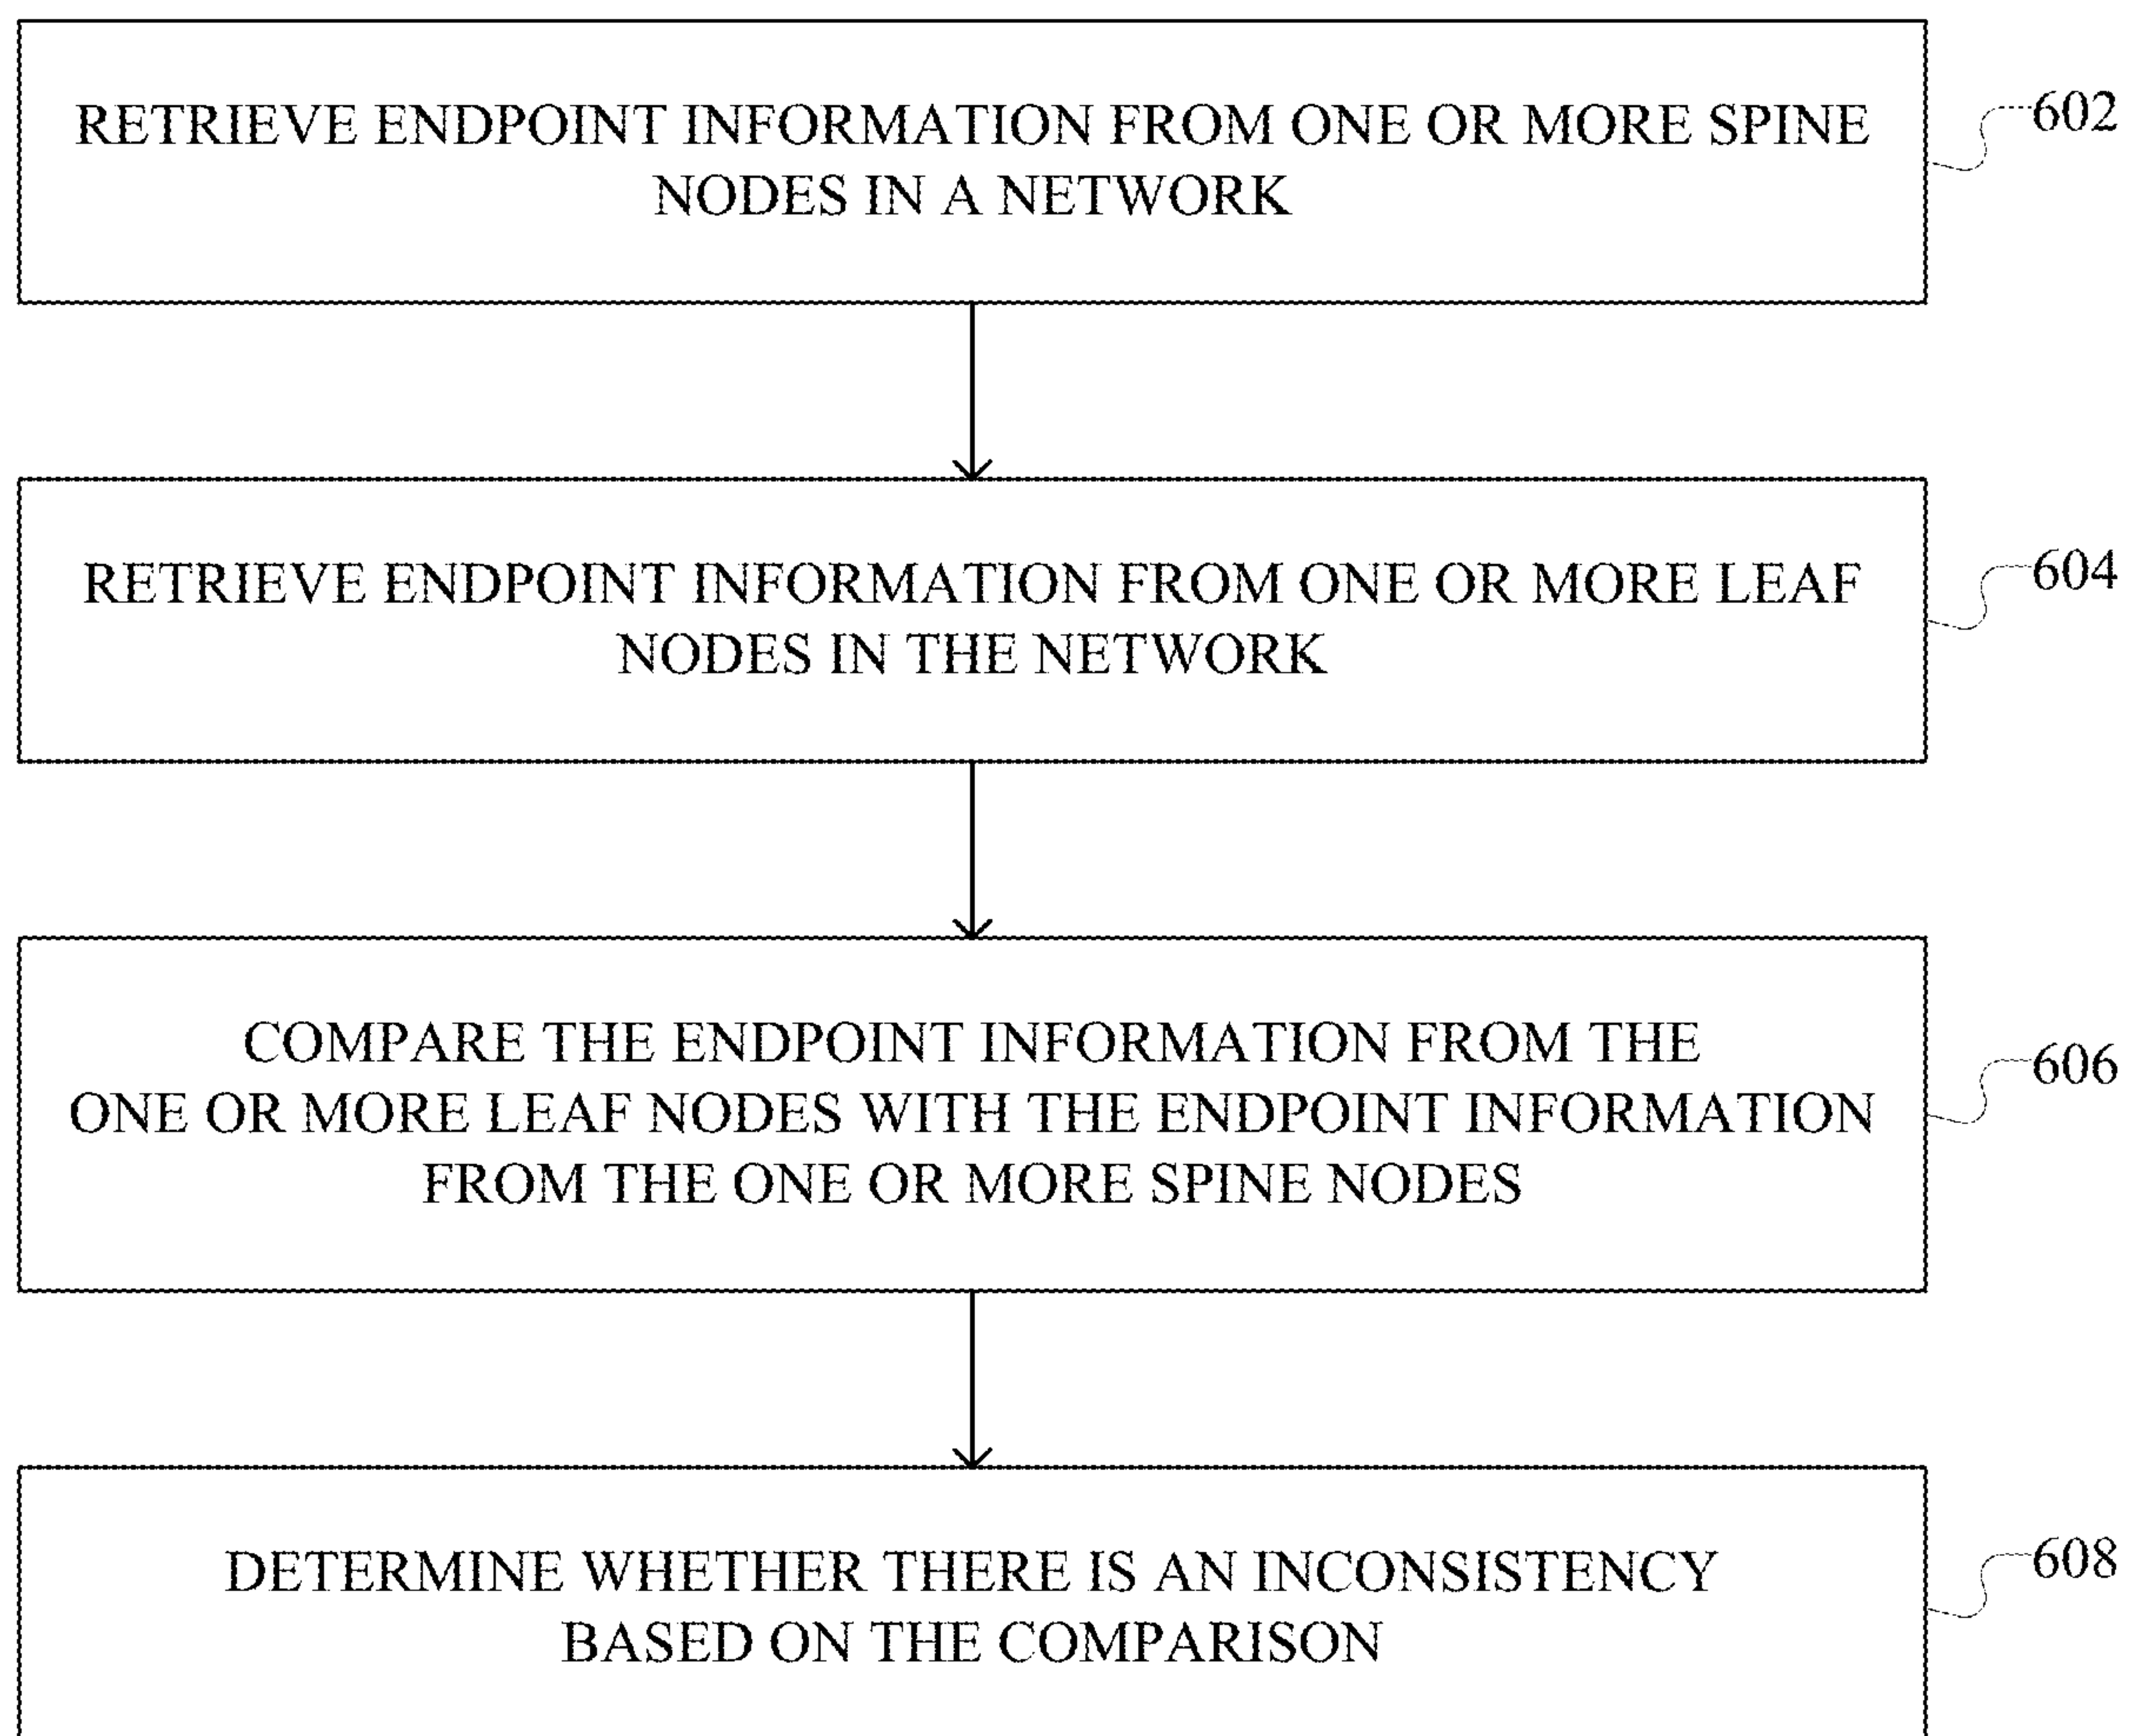 RETRIEVE ENDPOINT INFORMATION FROM ONE OR MORE SPINE
NODES IN A NETWORK
602
RETRIEVE ENDPOINT INFORMATION FROM ONE OR MORE LEAF
NODES IN THE NETWORK
604
COMPARE THE ENDPOINT INFORMATION FROM THE
ONE OR MORE LEAF NODES WITH THE ENDPOINT INFORMATION
FROM THE ONE OR MORE SPINE NODES
606
DETERMINE WHETHER THERE IS AN INCONSISTENCY
BASED ON THE COMPARISON
608